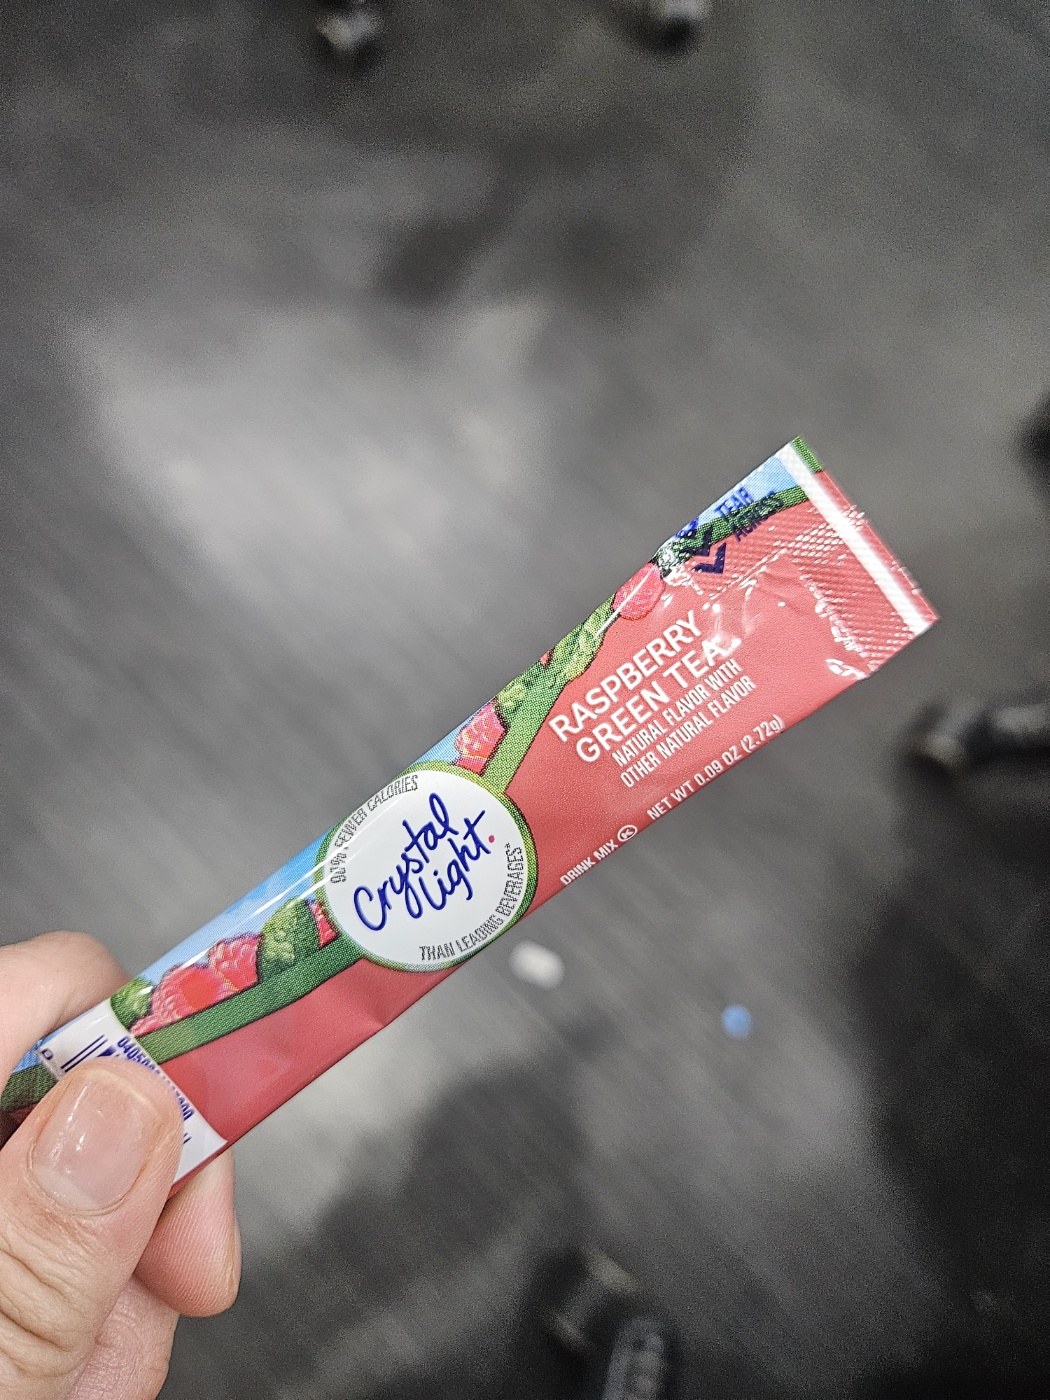 TEAR
ACROSS
RASPBERRY
GREEN TEA
NATURAL FLAVOR WITH
OTHER NATURAL FLAVOR
DRINK MIX K NET WT 0.09 OZ (2.72g)
90% FEWER CALORIES
Crystal
Light.
THAN LEADING BEVERAGES*